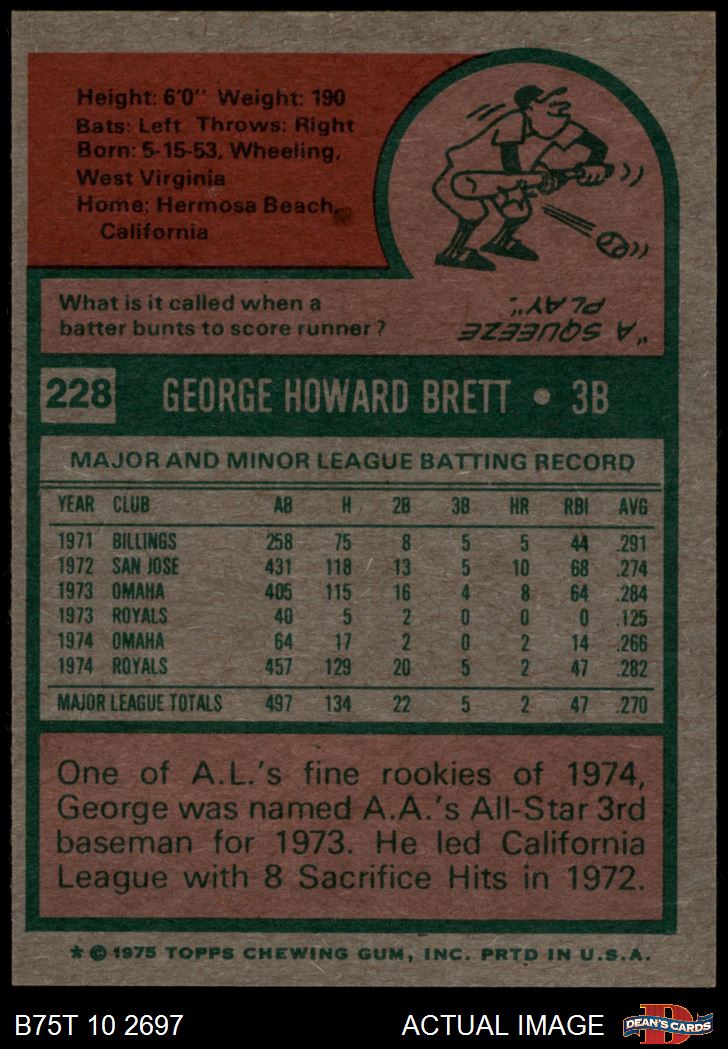 Height: 6'0" Weight: 190
Bats: Left Throws: Right
Born: 5-15-53, Wheeling,
West Virginia
Home: Hermosa Beach,
California
What is it called when a
batter bunts to score runner?
"A SQUEEZE
PLAY".
228 GEORGE HOWARD BRETT • 3B
MAJOR AND MINOR LEAGUE BATTING RECORD
YEAR CLUB AB H 2B 3B HR RBI AVG
1971 BILLINGS 258 75 8 5 5 44 .291
1972 SAN JOSE 431 118 13 5 10 68 .274
1973 OMAHA 405 115 16 4 8 64 .284
1973 ROYALS 40 5 2 0 0 0 .125
1974 OMAHA 64 17 2 0 2 14 .266
1974 ROYALS 457 129 20 5 2 47 .282
MAJOR LEAGUE TOTALS 497 134 22 5 2 47 .270
One of A.L.'s fine rookies of 1974,
George was named A.A.'s All-Star 3rd
baseman for 1973. He led California
League with 8 Sacrifice Hits in 1972.
* © 1975 TOPPS CHEWING GUM, INC. PRTD IN U.S.A.
B75T 10 2697 ACTUAL IMAGE D DEAN'S CARDS